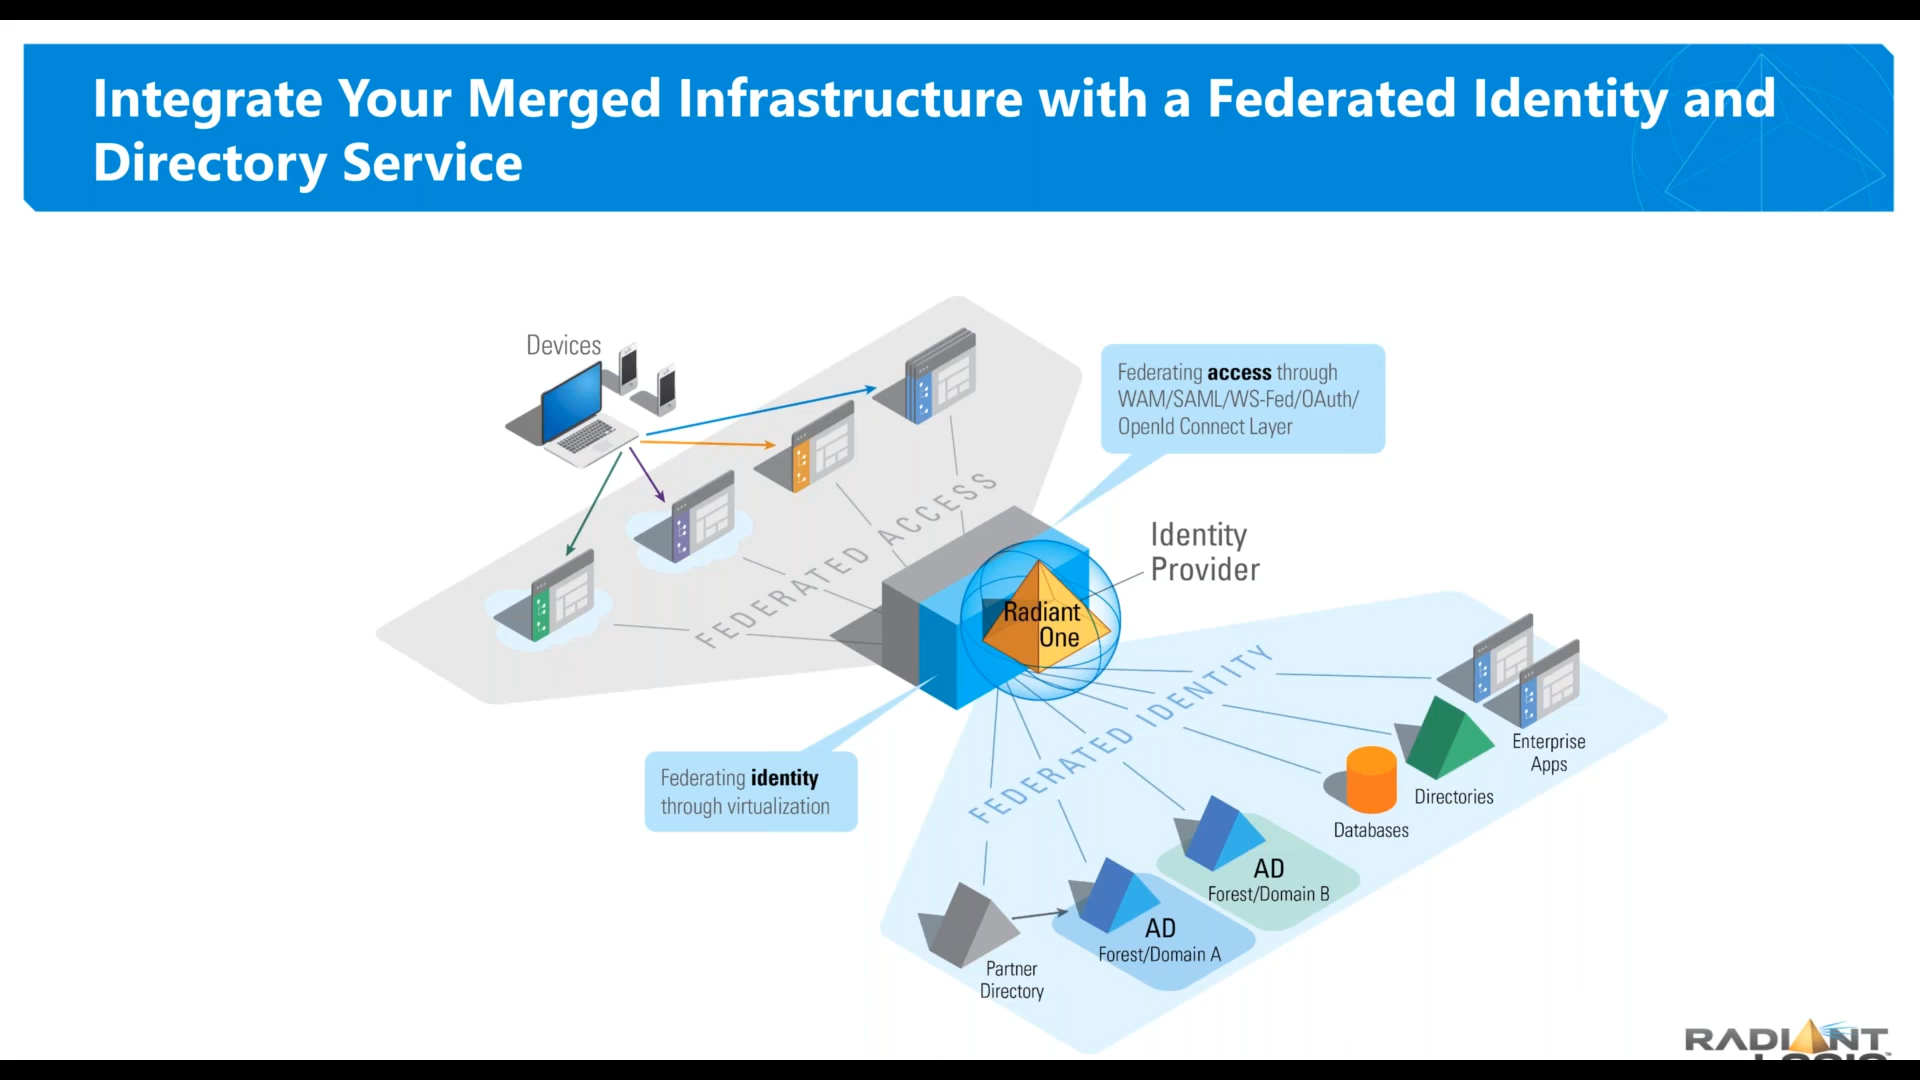 Integrate Your Merged Infrastructure with a Federated Identity and
Directory Service
Devices
Federating access through
WAM/SAML/WS-Fed/OAuth/
OpenId Connect Layer
FEDERATED ACCESS
Identity
Provider
Radiant
One
FEDERATED IDENTITY
Federating identity
through virtualization
Enterprise
Apps
Directories
Databases
AD
Forest/Domain B
AD
Forest/Domain A
Partner
Directory
RADIANT
LOGIC